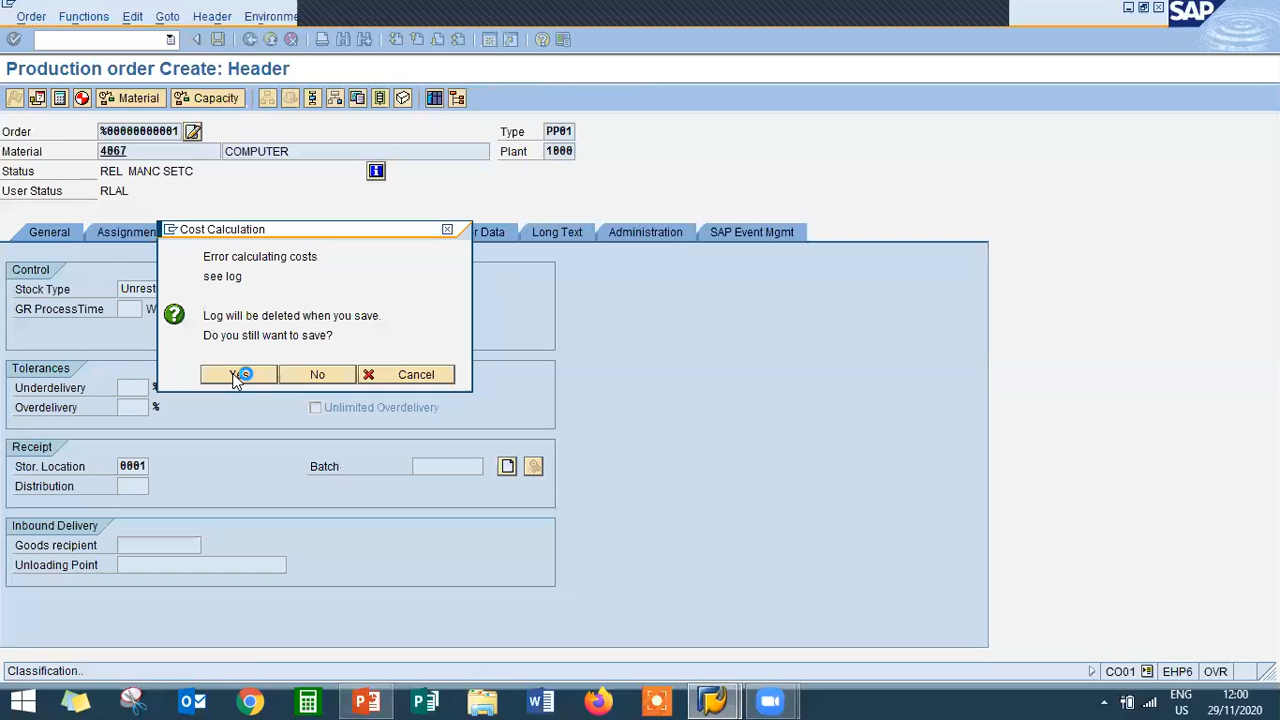 Order Functions Edit Goto Header Environme
SAP
Production order Create: Header
Material Capacity
Order %00000000001 Type PP01
Material 4067 COMPUTER Plant 1000
Status REL MANC SETC
User Status RLAL
General Assignmen r Data Long Text Administration SAP Event Mgmt
Cost Calculation
Error calculating costs
see log
Log will be deleted when you save.
Do you still want to save?
Yes No Cancel
Control
Stock Type Unrest
GR ProcessTime W
Tolerances
Underdelivery %
Overdelivery % Unlimited Overdelivery
Receipt
Stor. Location 0001 Batch
Distribution
Inbound Delivery
Goods recipient
Unloading Point
Classification.. CO01 EHP6 OVR
ENG 12:00
US 29/11/2020